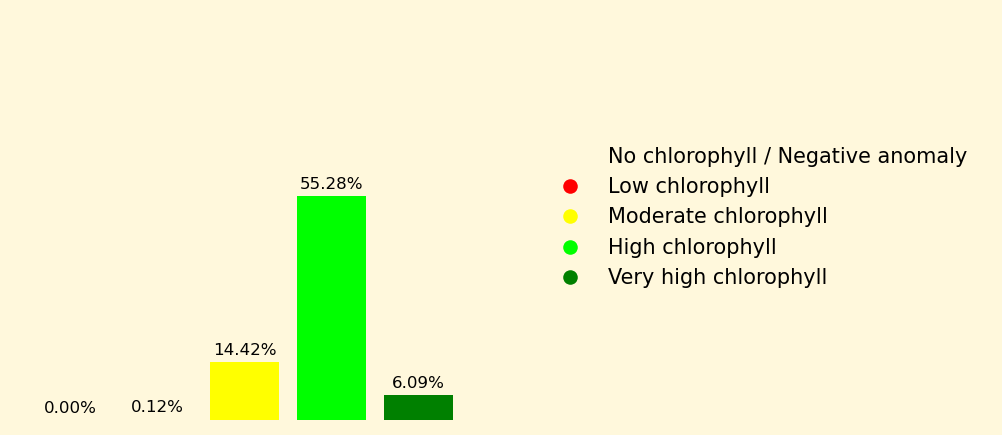 No chlorophyll / Negative anomaly
Low chlorophyll
Moderate chlorophyll
High chlorophyll
Very high chlorophyll
55.28%
14.42%
6.09%
0.00%
0.12%